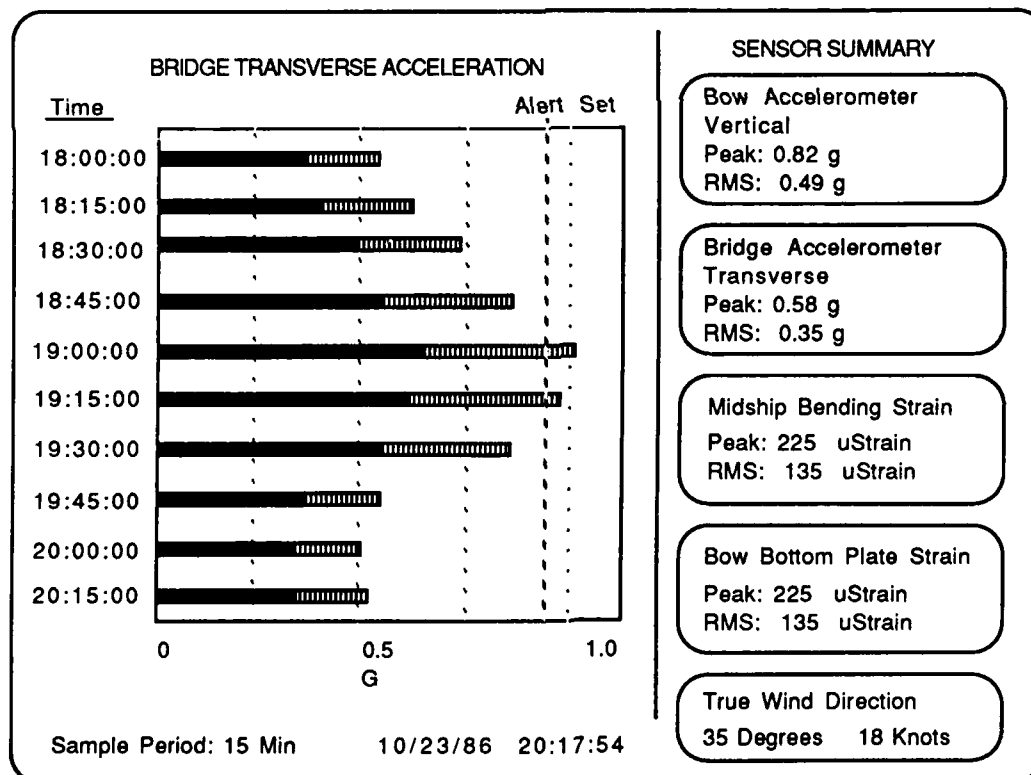 BRIDGE TRANSVERSE ACCELERATION
Time
Alert Set
18:00:00
18:15:00
18:30:00
18:45:00
19:00:00
19:15:00
19:30:00
19:45:00
20:00:00
20:15:00
0 0.5 1.0
G
Sample Period: 15 Min 10/23/86 20:17:54
SENSOR SUMMARY
Bow Accelerometer
Vertical
Peak: 0.82 g
RMS: 0.49 g
Bridge Accelerometer
Transverse
Peak: 0.58 g
RMS: 0.35 g
Midship Bending Strain
Peak: 225 uStrain
RMS: 135 uStrain
Bow Bottom Plate Strain
Peak: 225 uStrain
RMS: 135 uStrain
True Wind Direction
35 Degrees 18 Knots